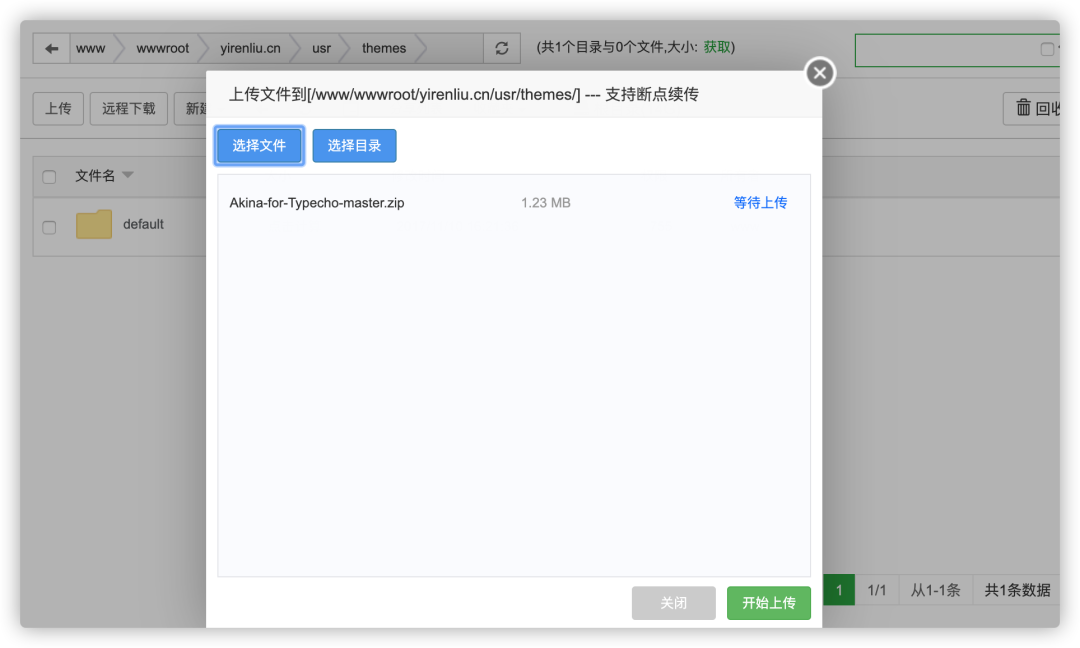 www wwwroot yirenliu.cn usr themes (共1个目录与0个文件,大小: 获取)
上传文件到[/www/wwwroot/yirenliu.cn/usr/themes/] --- 支持断点续传
上传 远程下载 新建 回收
选择文件 选择目录
文件名
Akina-for-Typecho-master.zip 1.23 MB 等待上传
default
1 1/1 从1-1条 共1条数据
关闭 开始上传